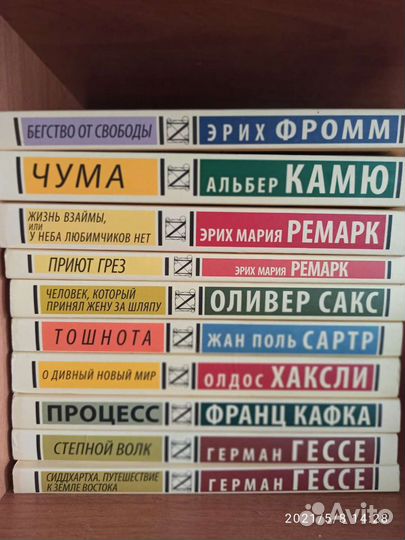 БЕГСТВО ОТ СВОБОДЫ ЭРИХ ФРОММ
ЧУМА АЛЬБЕР КАМЮ
ЖИЗНЬ ВЗАЙМЫ,
ИЛИ
У НЕБА ЛЮБИМЧИКОВ НЕТ
ЭРИХ МАРИЯ РЕМАРК
ПРИЮТ ГРЕЗ ЭРИХ МАРИЯ РЕМАРК
ЧЕЛОВЕК, КОТОРЫЙ
ПРИНЯЛ ЖЕНУ ЗА ШЛЯПУ
ОЛИВЕР САКС
ТОШНОТА ЖАН ПОЛЬ САРТР
О ДИВНЫЙ НОВЫЙ МИР ОЛДОС ХАКСЛИ
ПРОЦЕСС ФРАНЦ КАФКА
СТЕПНОЙ ВОЛК ГЕРМАН ГЕССЕ
СИДДХАРТХА. ПУТЕШЕСТВИЕ
К ЗЕМЛЕ ВОСТОКА
ГЕРМАН ГЕССЕ
Avito
2021/5/8 14:28